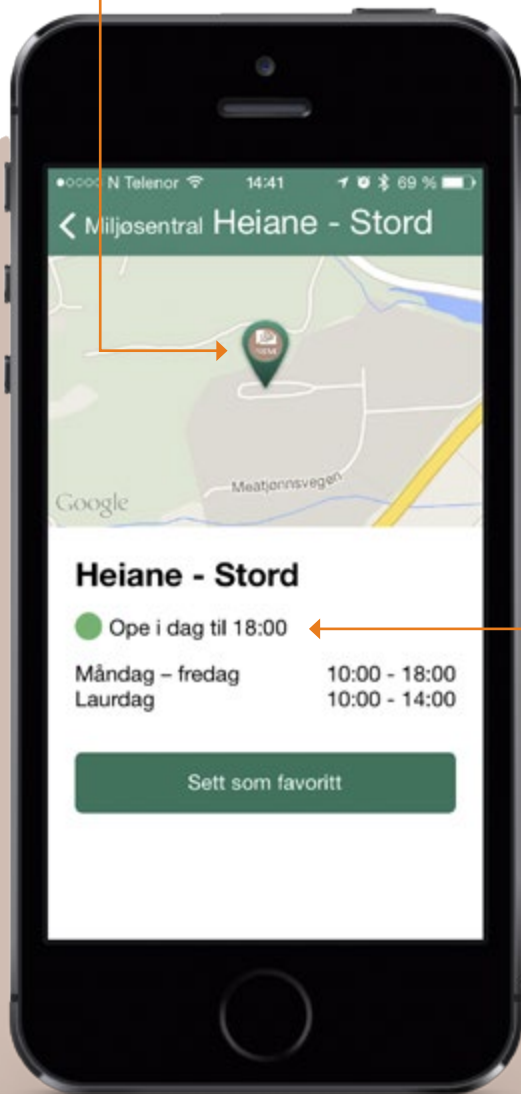 N Telenor 14:41 69 %
Miljøsentral Heiane - Stord
Google
Heiane - Stord
Ope i dag til 18:00
Måndag – fredag 10:00 - 18:00
Laurdag 10:00 - 14:00
Sett som favoritt